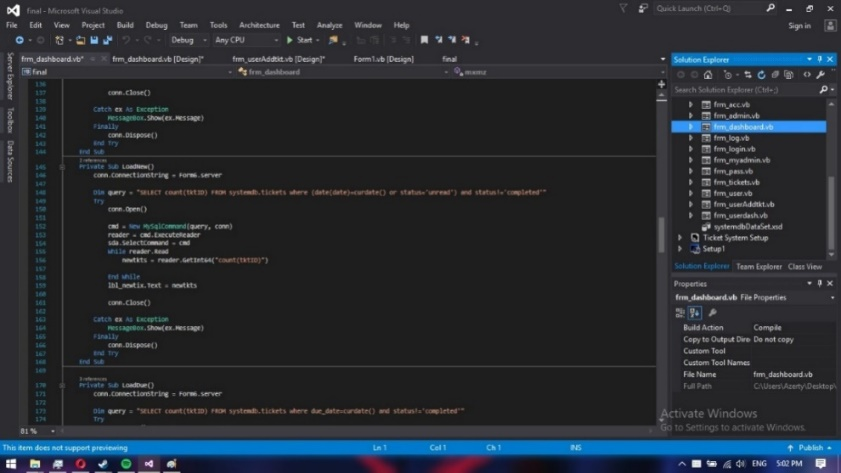 Final - Microsoft Visual Studio
Quick Launch (Ctrl+Q)
File Edit View Project Build Debug Team Tools Architecture Test Analyze Window Help
Sign in
Debug Any CPU Start
frm_dashboard.vb* frm_dashboard.vb [Design]* frm_userAddtkt.vb [Design]* Form1.vb [Design] final
final frm_dashboard
Server Explorer
Toolbox
Data Sources
136
137 conn.Close()
138
139 Catch ex As Exception
140 MessageBox.Show(ex.Message)
141 Finally
142 conn.Dispose()
143 End Try
144 End Sub
3 references
145 Private Sub LoadNew()
146 conn.ConnectionString = Form6.server
147
148 Dim query = "SELECT count(tktID) FROM systemdb.tickets where (date(date)=curdate() or status='unread') and status!='completed'"
149 Try
150 conn.Open()
151
152 cmd = New MySqlCommand(query, conn)
153 reader = cmd.ExecuteReader
154 sda.SelectCommand = cmd
155 While reader.Read
156 newtkts = reader.GetInt64("count(tktID)")
157
158 End While
159 lbl_newtix.Text = newtkts
160
161 conn.Close()
162
163 Catch ex As Exception
164 MessageBox.Show(ex.Message)
165 Finally
166 conn.Dispose()
167 End Try
168 End Sub
169
3 references
170 Private Sub LoadDue()
171 conn.ConnectionString = Form6.server
172
173 Dim query = "SELECT count(tktID) FROM systemdb.tickets where due_date=curdate() and status!='completed'"
174 Try
81 %
Solution Explorer
Search Solution Explorer (Ctrl+;)
frm_acc.vb
frm_admin.vb
frm_dashboard.vb
frm_log.vb
frm_login.vb
frm_myadmin.vb
frm_pass.vb
frm_tickets.vb
frm_user.vb
frm_userAddtkt.vb
frm_userdash.vb
systemdbDataSet.xsd
Ticket System Setup
Setup1
Solution Explorer Team Explorer Class View
Properties
frm_dashboard.vb File Properties
Build Action Compile
Copy to Output Dire Do not copy
Custom Tool
Custom Tool Names
File Name frm_dashboard.vb
Full Path C:\Users\Azerty\Desktop\
Activate Windows
Go to Settings to activate Windows.
This item does not support previewing Ln 1 Col 1 Ch 1 INS Publish
ENG 5:02 PM